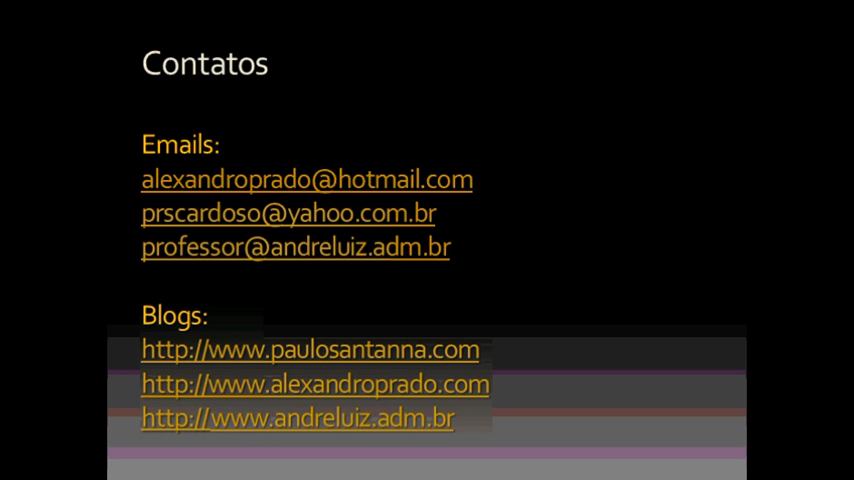 Contatos
Emails:
alexandroprado@hotmail.com
prscardoso@yahoo.com.br
professor@andreluiz.adm.br
Blogs:
http://www.paulosantanna.com
http://www.alexandroprado.com
http://www.andreluiz.adm.br